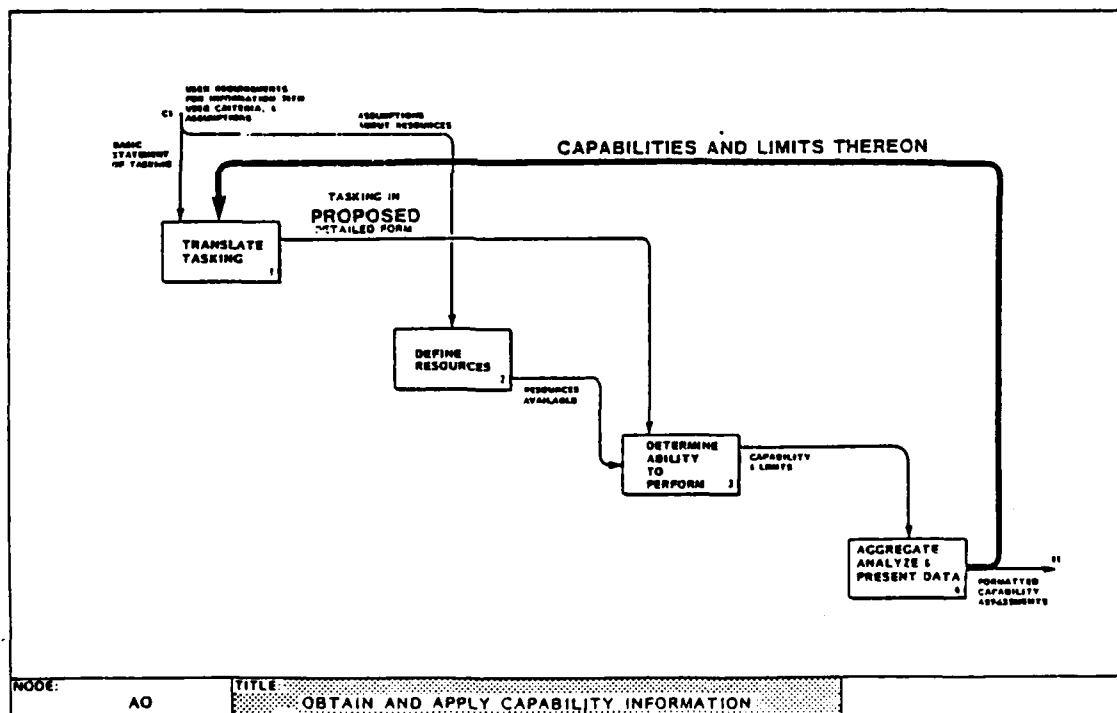 USER REQUIREMENTS
FOR INFORMATION WITH
USER CRITERIA, &
ASSUMPTIONS
C1
ASSUMPTIONS
ABOUT RESOURCES
BASIC
STATEMENT
OF TASKING
CAPABILITIES AND LIMITS THEREON
TASKING IN
PROPOSED
DETAILED FORM
TRANSLATE
TASKING
1
DEFINE
RESOURCES
2
RESOURCES
AVAILABLE
DETERMINE
ABILITY
TO
PERFORM
3
CAPABILITY
& LIMITS
AGGREGATE
ANALYZE &
PRESENT DATA
4
FORMATTED
CAPABILITY
ASSESSMENTS
NODE:
AO
TITLE:
OBTAIN AND APPLY CAPABILITY INFORMATION